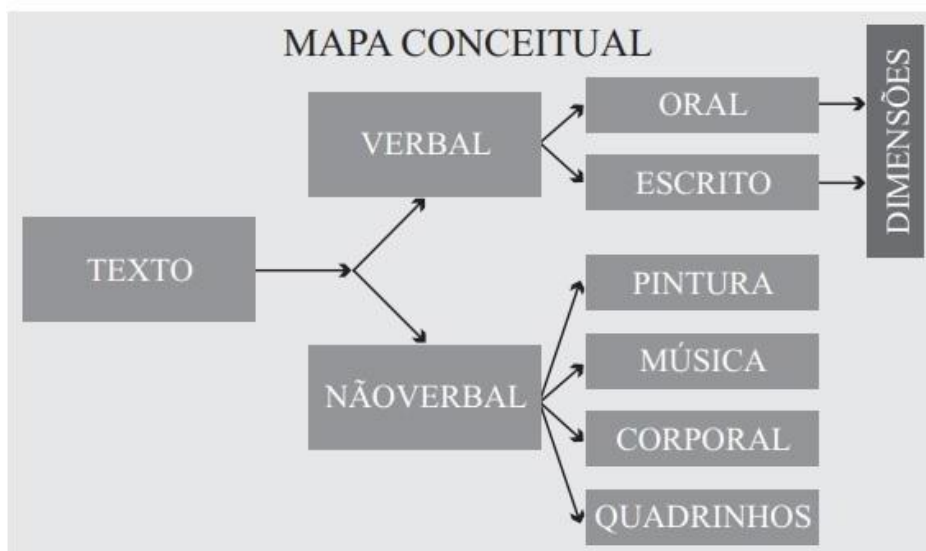 MAPA CONCEITUAL
TEXTO
VERBAL
ORAL
ESCRITO
DIMENSÕES
NÃOVERBAL
PINTURA
MÚSICA
CORPORAL
QUADRINHOS